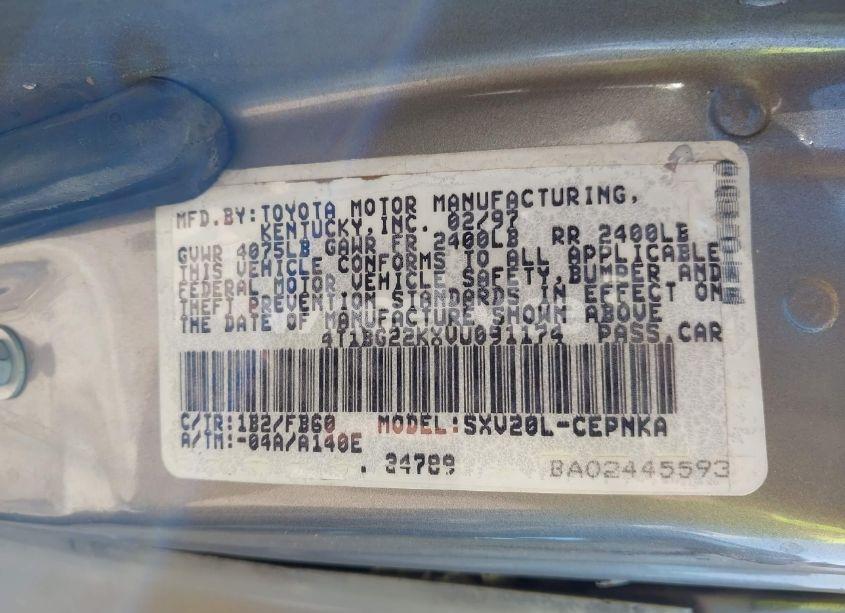 MFD.BY:TOYOTA MOTOR MANUFACTURING,
KENTUCKY,INC. 02/97
GVWR 4075LB GAWR FR 2400LB RR 2400LB
THIS VEHICLE CONFORMS TO ALL APPLICABLE
FEDERAL MOTOR VEHICLE SAFETY,BUMPER AND
THEFT PREVENTION STANDARDS IN EFFECT ON
THE DATE OF MANUFACTURE SHOWN ABOVE
4T1BG22KXVU091174 PASS.CAR
C/TR:1B2/FB60 MODEL:SXV20L-CEPNKA
A/TM:-04A/A140E
BA02445593